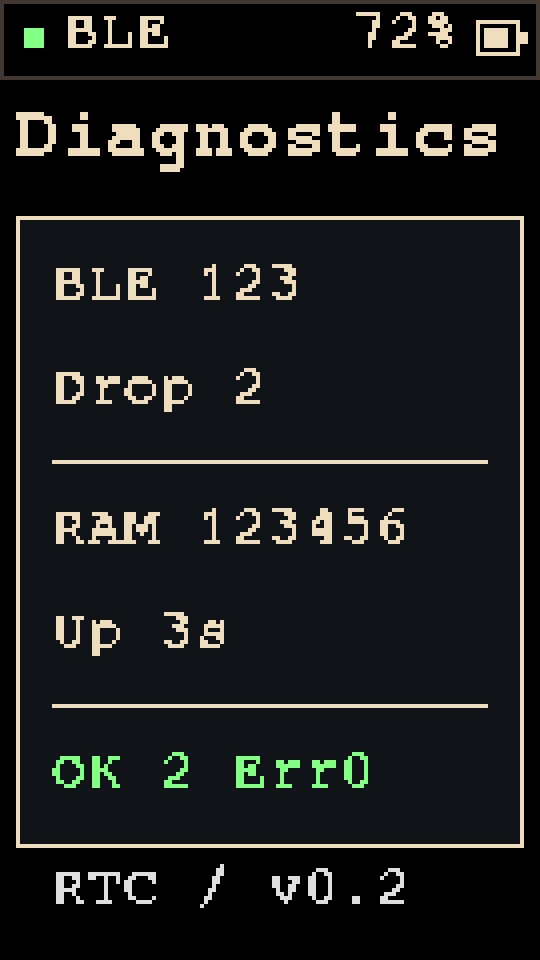 BLE 72%
Diagnostics
BLE 123
Drop 2
RAM 123456
Up 3s
OK 2 Err0
RTC / v0.2